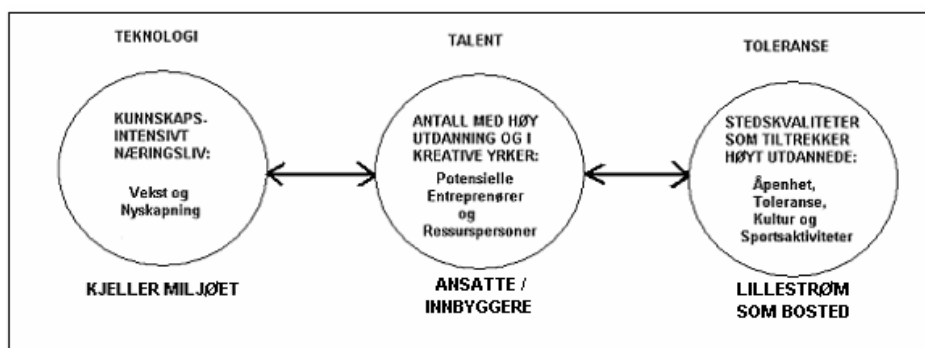 TEKNOLOGI
TALENT
TOLERANSE
KUNNSKAPS-
INTENSIVT
NÆRINGSLIV:
Vekst og
Nyskapning
KJELLER MILJØET
ANTALL MED HØY
UTDANNING OG I
KREATIVE YRKER:
Potensielle
Entreprenører
og
Ressurspersoner
ANSATTE /
INNBYGGERE
STEDSKVALITETER
SOM TILTREKKER
HØYT UTDANNEDE:
Åpenhet,
Toleranse,
Kultur og
Sportsaktiviteter
LILLESTRØM
SOM BOSTED